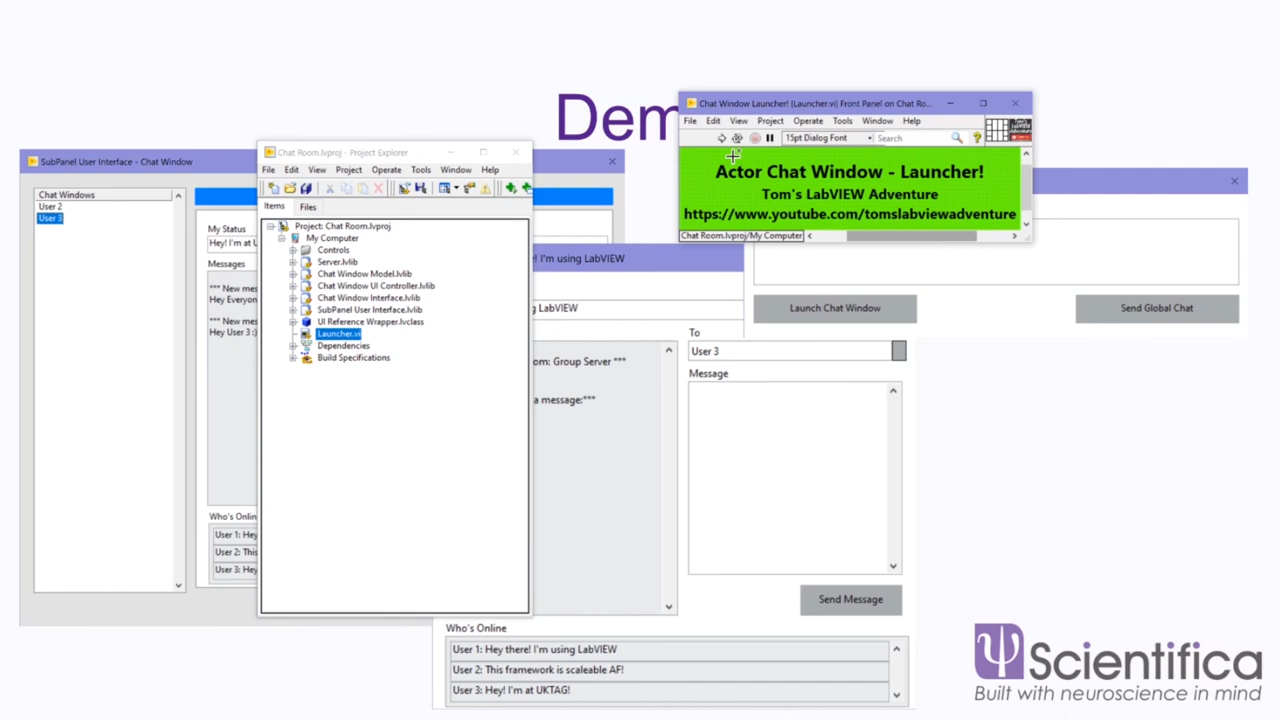 Dem
SubPanel User Interface - Chat Window
Chat Windows
User 2
User 3
My Status
Hey! I'm at U
Messages
*** New me
Hey Everyon
*** New me
Hey User 3 :)
Who's Onlin
User 1: Hey
User 2: This
User 3: Hey
Chat Room.lvproj - Project Explorer
File Edit View Project Operate Tools Window Help
Items Files
Project: Chat Room.lvproj
My Computer
Controls
Server.lvlib
Chat Window Model.lvlib
Chat Window UI Controller.lvlib
Chat Window Interface.lvlib
SubPanel User Interface.lvlib
UI Reference Wrapper.lvclass
Launcher.vi
Dependencies
Build Specifications
Chat Window Launcher! [Launcher.vi] Front Panel on Chat Ro...
File Edit View Project Operate Tools Window Help
15pt Dialog Font Search
Actor Chat Window - Launcher!
Tom's LabVIEW Adventure
https://www.youtube.com/tomslabviewadventure
Chat Room.lvproj/My Computer
Launch Chat Window
Send Global Chat
! I'm using LabVIEW
g LabVIEW
To
User 3
om: Group Server ***
a message:***
Message
Send Message
Who's Online
User 1: Hey there! I'm using LabVIEW
User 2: This framework is scaleable AF!
User 3: Hey! I'm at UKTAG!
Scientifica
Built with neuroscience in mind